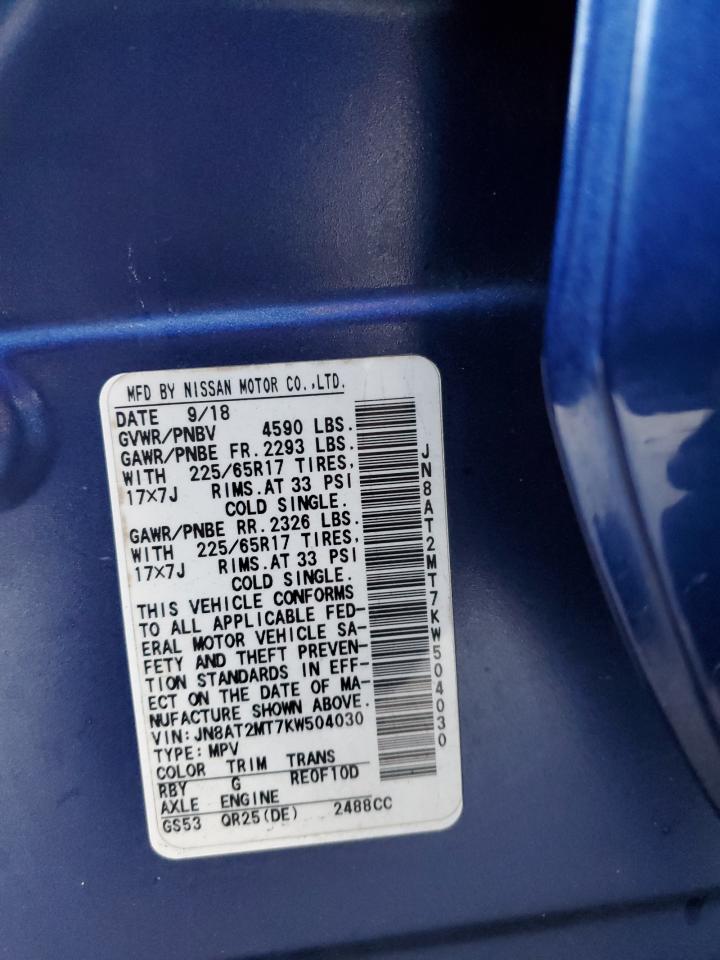 MFD BY NISSAN MOTOR CO.,LTD.
DATE 9/18
GVWR/PNBV 4590 LBS.
GAWR/PNBE FR.2293 LBS.
WITH 225/65R17 TIRES,
17×7J RIMS.AT 33 PSI
COLD SINGLE.
GAWR/PNBE RR.2326 LBS.
WITH 225/65R17 TIRES,
17×7J RIMS.AT 33 PSI
COLD SINGLE.
THIS VEHICLE CONFORMS
TO ALL APPLICABLE FED-
ERAL MOTOR VEHICLE SA-
FETY AND THEFT PREVEN-
TION STANDARDS IN EFF-
ECT ON THE DATE OF MA-
NUFACTURE SHOWN ABOVE.
VIN:JN8AT2MT7KW504030
TYPE:MPV
COLOR TRIM TRANS
RBY G RE0F10D
AXLE ENGINE
GS53 QR25(DE) 2488CC
JN8AT2MT7KW504030